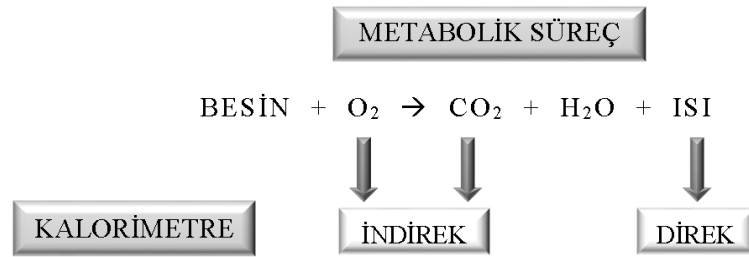 METABOLİK SÜREÇ
BESİN + O₂ → CO₂ + H₂O + ISI
KALORİMETRE İNDİREK DİREK